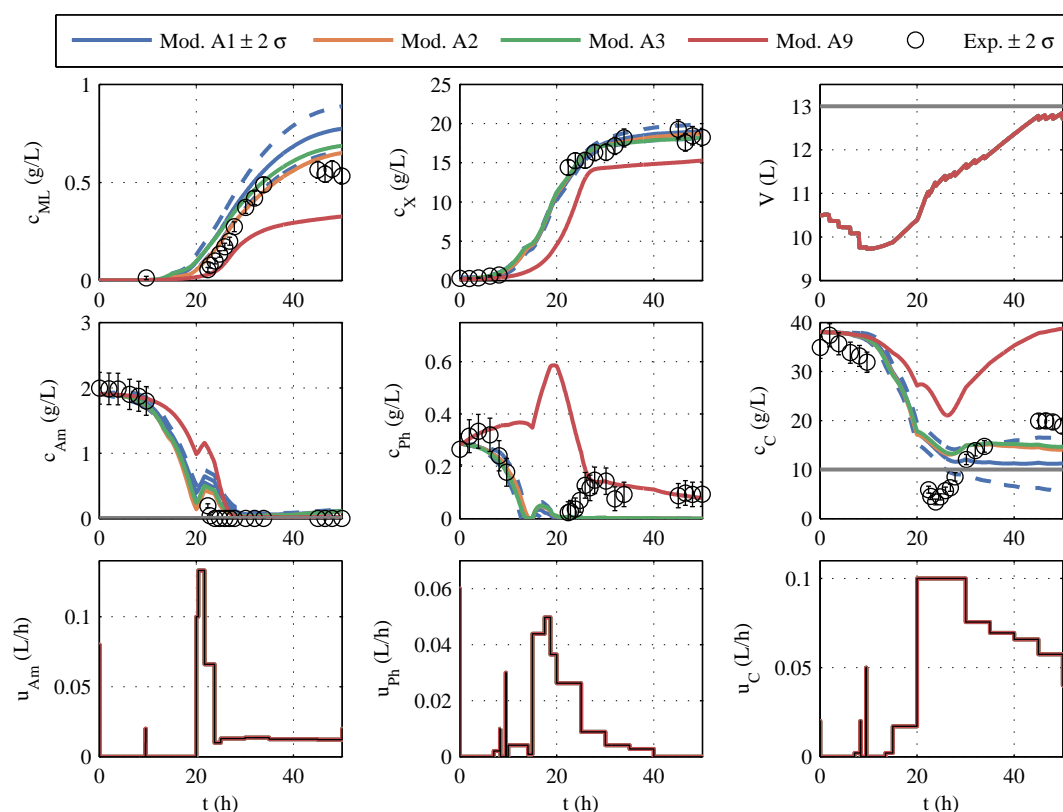 Mod. A1 ± 2 σ Mod. A2 Mod. A3 Mod. A9 Exp. ± 2 σ
1
0.5
0
c_ML (g/L)
0 20 40
25
20
15
10
5
0
c_X (g/L)
0 20 40
13
12
11
10
9
V (L)
0 20 40
3
2
1
0
c_Am (g/L)
0 20 40
0.6
0.4
0.2
0
c_Ph (g/L)
0 20 40
40
30
20
10
0
c_C (g/L)
0 20 40
0.1
0.05
0
u_Am (L/h)
0 20 40
t (h)
0.06
0.04
0.02
0
u_Ph (L/h)
0 20 40
t (h)
0.1
0.05
0
u_C (L/h)
0 20 40
t (h)